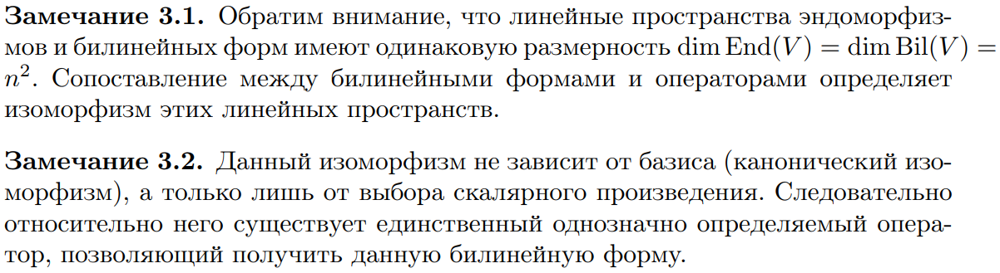 Замечание 3.1. Обратим внимание, что линейные пространства эндоморфиз-
мов и билинейных форм имеют одинаковую размерность dim End(V) = dim Bil(V) =
n². Сопоставление между билинейными формами и операторами определяет
изоморфизм этих линейных пространств.
Замечание 3.2. Данный изоморфизм не зависит от базиса (канонический изо-
морфизм), а только лишь от выбора скалярного произведения. Следовательно
относительно него существует единственный однозначно определяемый опера-
тор, позволяющий получить данную билинейную форму.